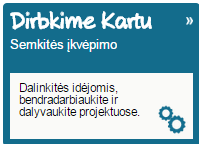 Dirbkime Kartu »
Semkitės įkvėpimo
Dalinkitės idėjomis,
bendradarbiaukite ir
dalyvaukite projektuose.